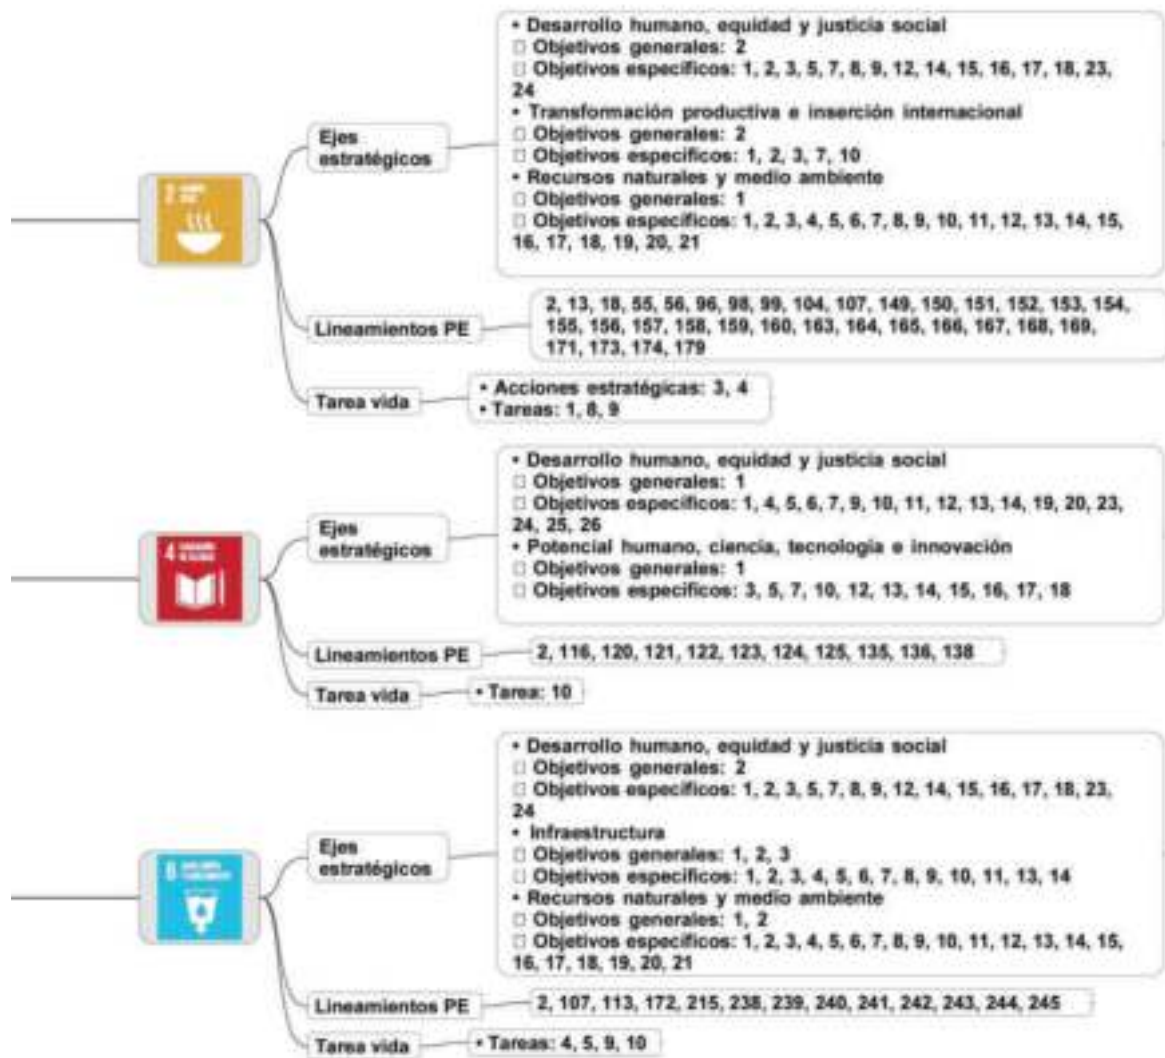 • Desarrollo humano, equidad y justicia social
□ Objetivos generales: 2
□ Objetivos específicos: 1, 2, 3, 5, 7, 8, 9, 12, 14, 15, 16, 17, 18, 23,
24
• Transformación productiva e inserción internacional
□ Objetivos generales: 2
□ Objetivos específicos: 1, 2, 3, 7, 10
• Recursos naturales y medio ambiente
□ Objetivos generales: 1
□ Objetivos específicos: 1, 2, 3, 4, 5, 6, 7, 8, 9, 10, 11, 12, 13, 14, 15,
16, 17, 18, 19, 20, 21
Ejes
estratégicos
2
Lineamientos PE
2, 13, 18, 55, 56, 96, 98, 99, 104, 107, 149, 150, 151, 152, 153, 154,
155, 156, 157, 158, 159, 160, 163, 164, 165, 166, 167, 168, 169,
171, 173, 174, 179
Tarea vida
• Acciones estratégicas: 3, 4
• Tareas: 1, 8, 9
• Desarrollo humano, equidad y justicia social
□ Objetivos generales: 1
□ Objetivos específicos: 1, 4, 5, 6, 7, 9, 10, 11, 12, 13, 14, 19, 20, 23,
24, 25, 26
• Potencial humano, ciencia, tecnología e innovación
□ Objetivos generales: 1
□ Objetivos específicos: 3, 5, 7, 10, 12, 13, 14, 15, 16, 17, 18
Ejes
estratégicos
4
Lineamientos PE
2, 116, 120, 121, 122, 123, 124, 125, 135, 136, 138
Tarea vida
• Tarea: 10
• Desarrollo humano, equidad y justicia social
□ Objetivos generales: 2
□ Objetivos específicos: 1, 2, 3, 5, 7, 8, 9, 12, 14, 15, 16, 17, 18, 23,
24
• Infraestructura
□ Objetivos generales: 1, 2, 3
□ Objetivos específicos: 1, 2, 3, 4, 5, 6, 7, 8, 9, 10, 11, 13, 14
• Recursos naturales y medio ambiente
□ Objetivos generales: 1, 2
□ Objetivos específicos: 1, 2, 3, 4, 5, 6, 7, 8, 9, 10, 11, 12, 13, 14, 15,
16, 17, 18, 19, 20, 21
Ejes
estratégicos
6
Lineamientos PE
2, 107, 113, 172, 215, 238, 239, 240, 241, 242, 243, 244, 245
Tarea vida
• Tareas: 4, 5, 9, 10